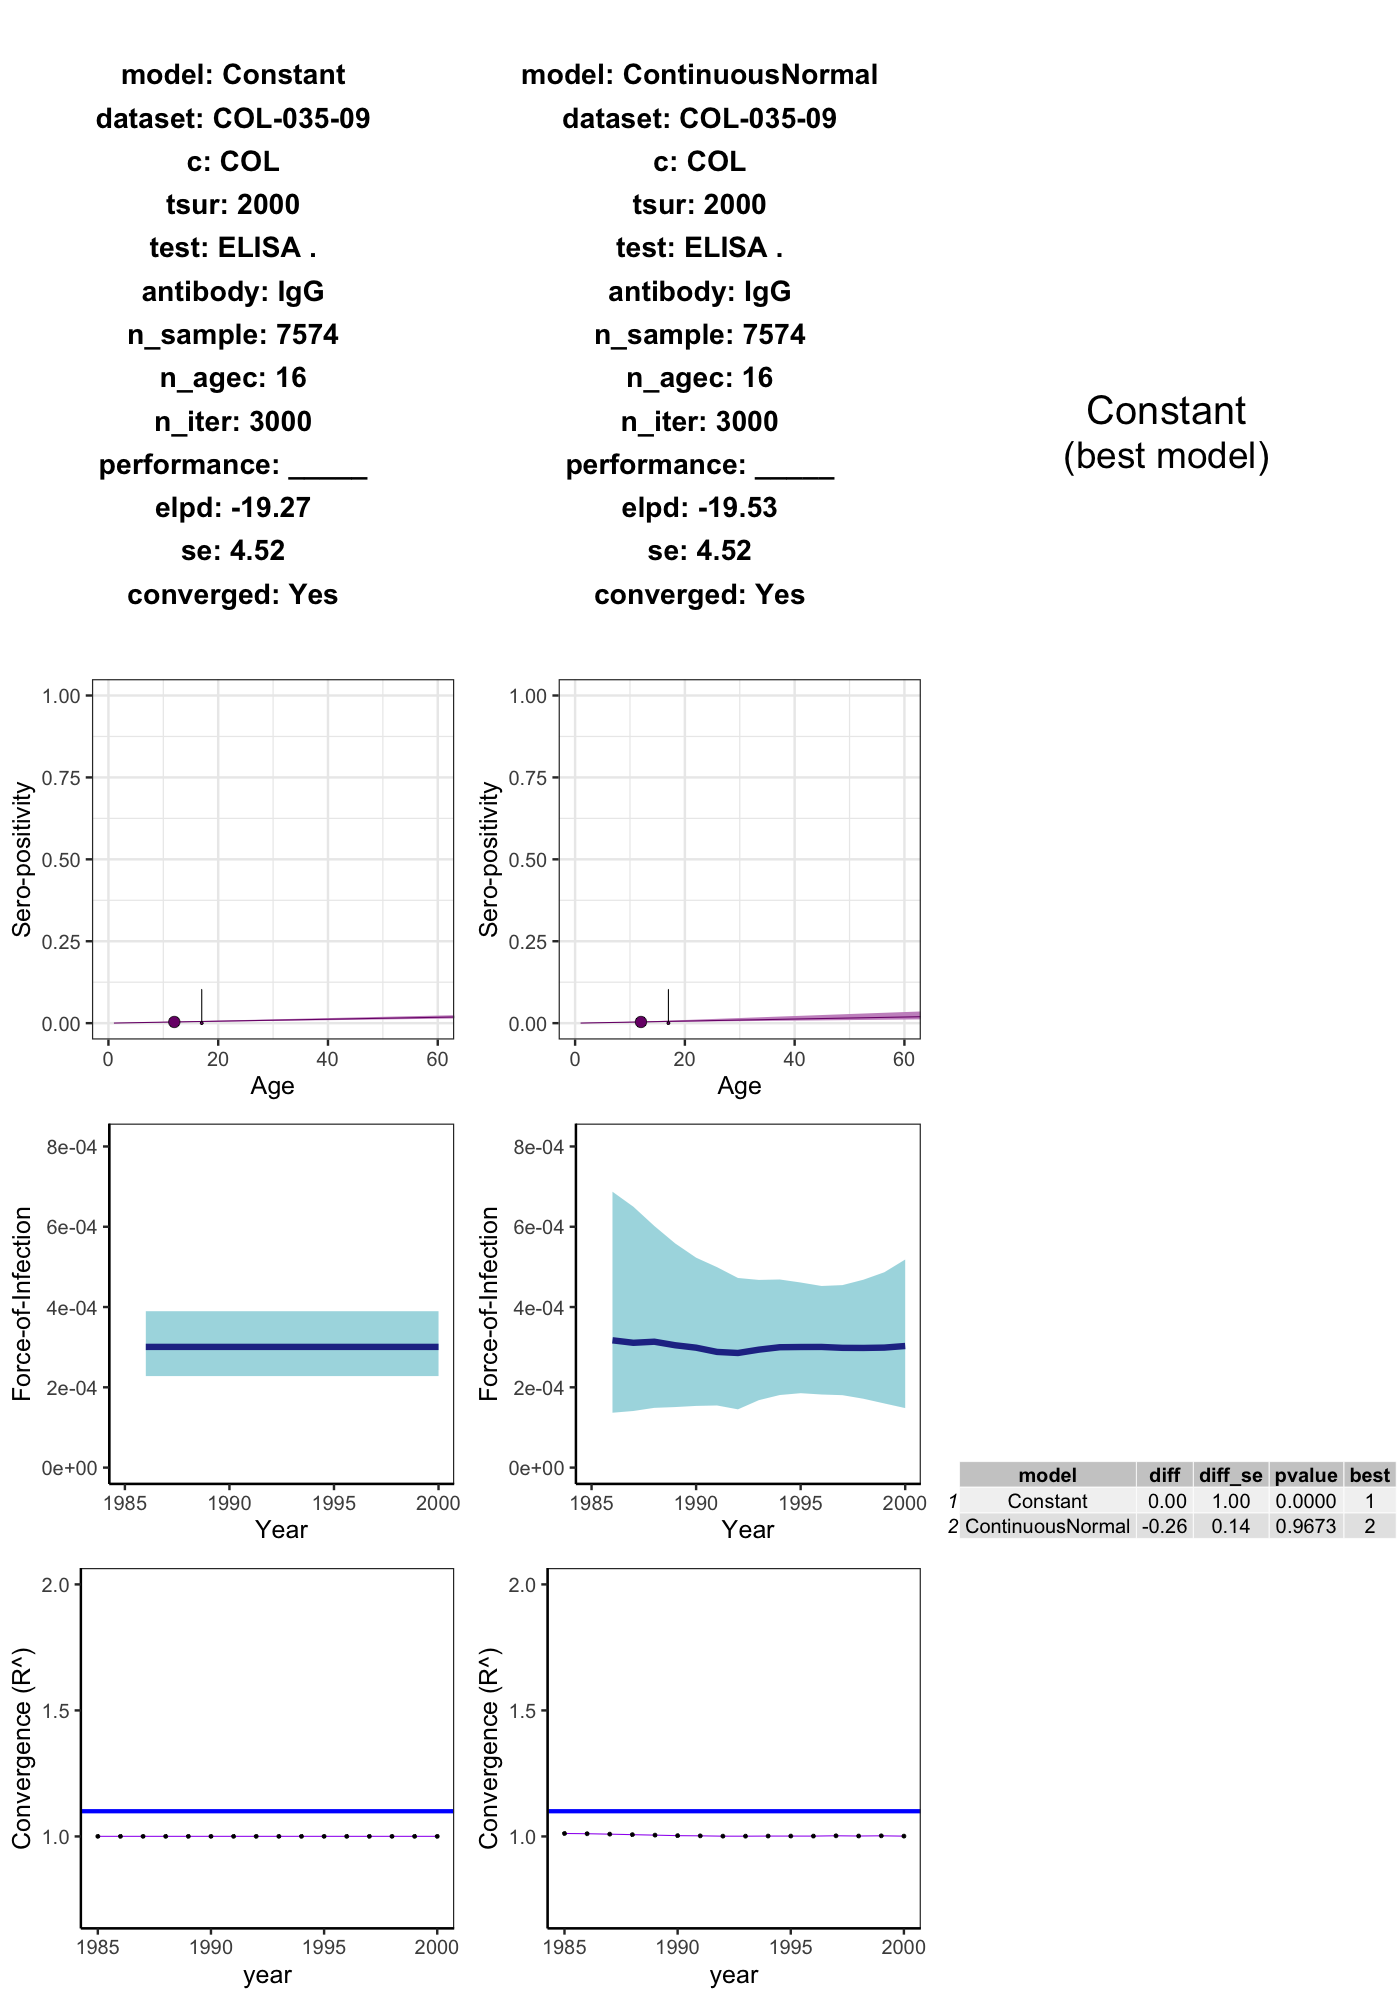 model: Constant
dataset: COL-035-09
c: COL
tsur: 2000
test: ELISA .
antibody: IgG
n_sample: 7574
n_agec: 16
n_iter: 3000
performance: _____
elpd: -19.27
se: 4.52
converged: Yes
model: ContinuousNormal
dataset: COL-035-09
c: COL
tsur: 2000
test: ELISA .
antibody: IgG
n_sample: 7574
n_agec: 16
n_iter: 3000
performance: _____
elpd: -19.53
se: 4.52
converged: Yes
Constant
(best model)
Sero-positivity
1.00
0.75
0.50
0.25
0.00
0 20 40 60
Age
Sero-positivity
1.00
0.75
0.50
0.25
0.00
0 20 40 60
Age
Force-of-Infection
8e-04
6e-04
4e-04
2e-04
0e+00
1985 1990 1995 2000
Year
Force-of-Infection
8e-04
6e-04
4e-04
2e-04
0e+00
1985 1990 1995 2000
Year
model diff diff_se pvalue best
1 Constant 0.00 1.00 0.0000 1
2 ContinuousNormal -0.26 0.14 0.9673 2
Convergence (R^)
2.0
1.5
1.0
1985 1990 1995 2000
year
Convergence (R^)
2.0
1.5
1.0
1985 1990 1995 2000
year